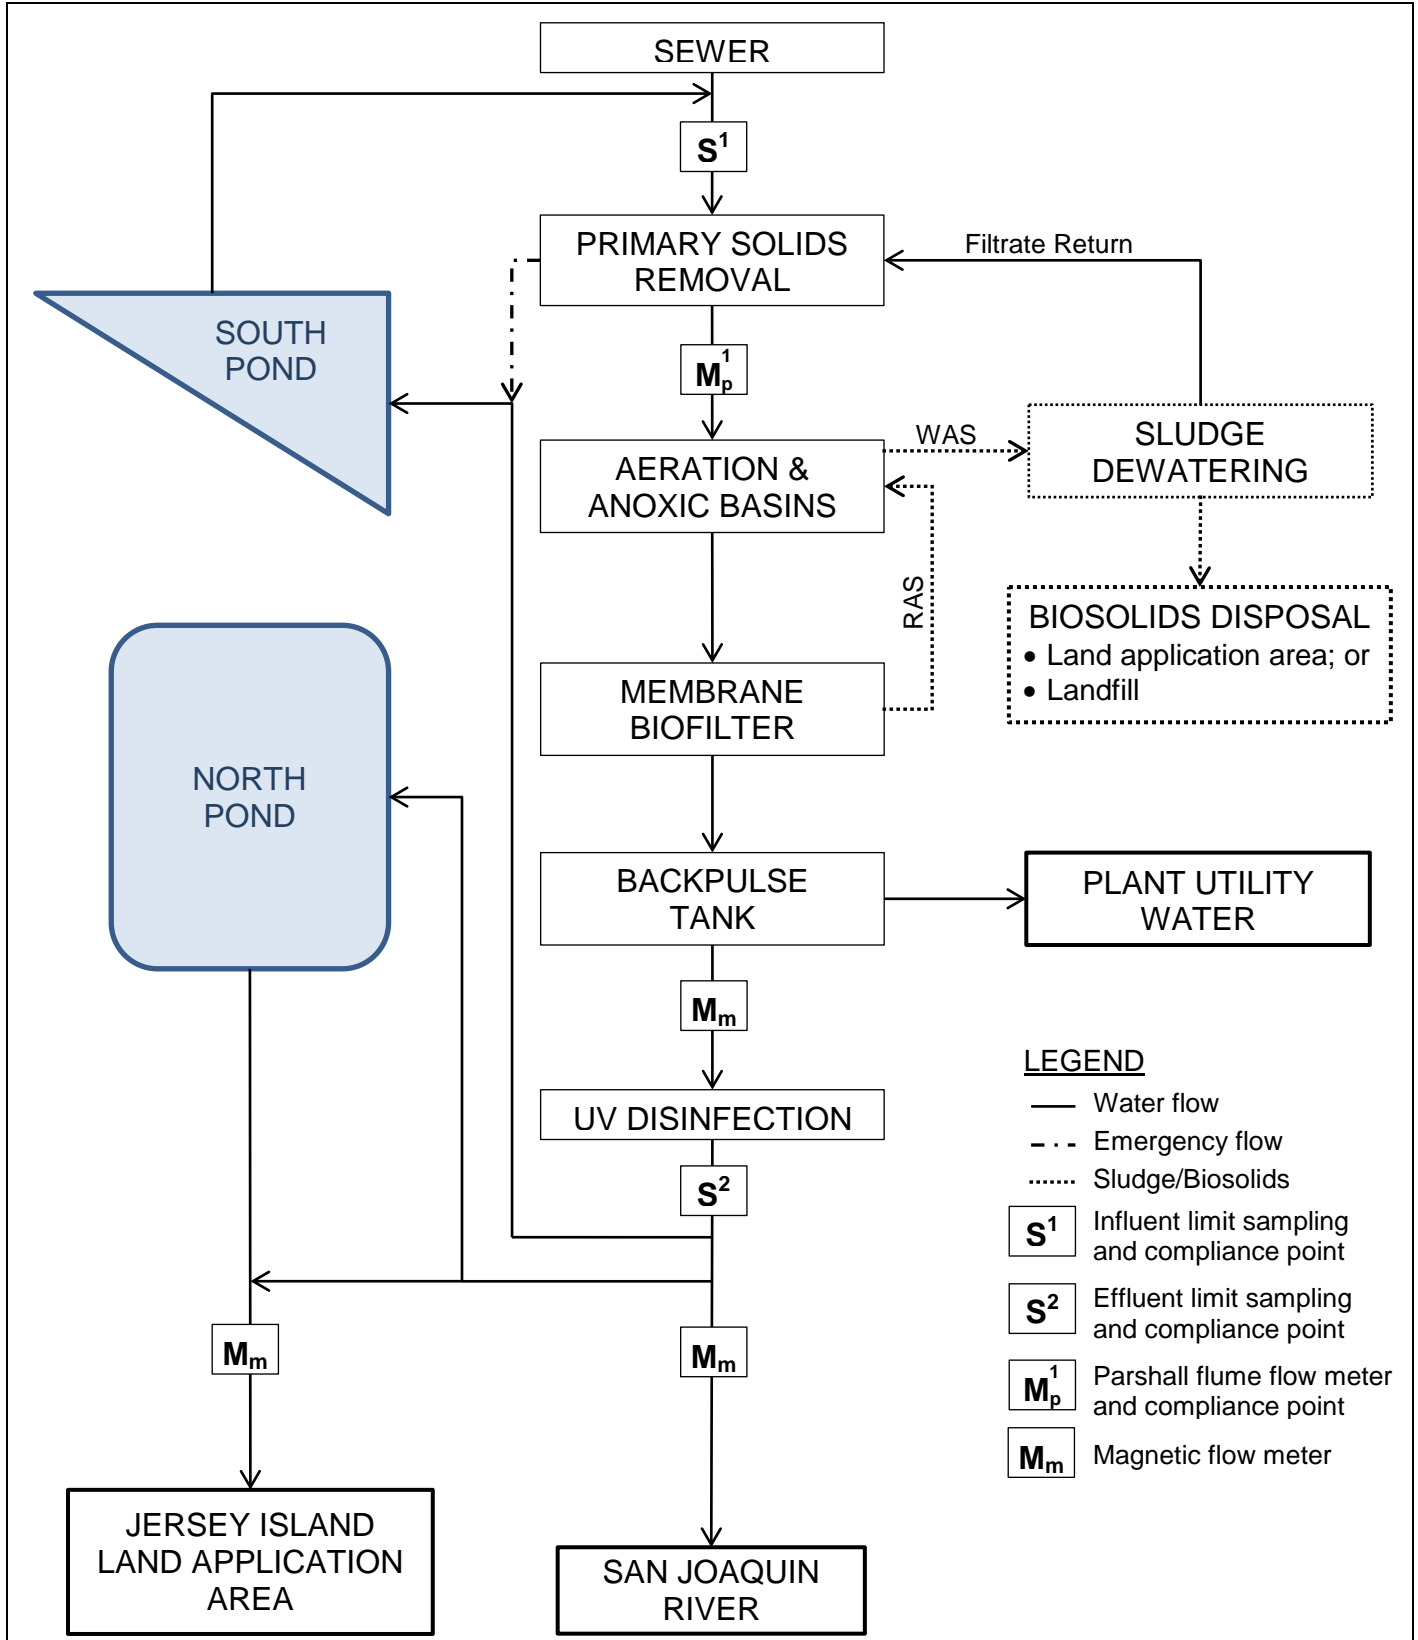 SEWER
S1
PRIMARY SOLIDS
REMOVAL
Filtrate Return
SOUTH
POND
Mp1
AERATION &
ANOXIC BASINS
WAS
SLUDGE
DEWATERING
RAS
BIOSOLIDS DISPOSAL
• Land application area; or
• Landfill
MEMBRANE
BIOFILTER
NORTH
POND
BACKPULSE
TANK
PLANT UTILITY
WATER
Mm
UV DISINFECTION
S2
Mm
Mm
JERSEY ISLAND
LAND APPLICATION
AREA
SAN JOAQUIN
RIVER
LEGEND
Water flow
Emergency flow
Sludge/Biosolids
S1 Influent limit sampling
and compliance point
S2 Effluent limit sampling
and compliance point
Mp1 Parshall flume flow meter
and compliance point
Mm Magnetic flow meter